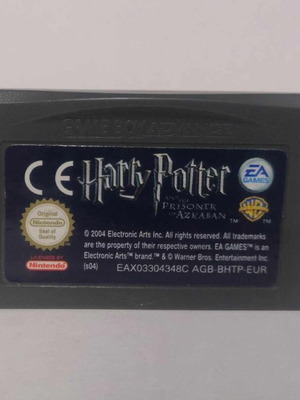 GAME BOY ADVANCE
CE Harry Potter
AND THE
PRISONER
OF
AZKABAN
EA
GAMES™
WB
Original
Nintendo
Seal of
Quality
LICENSED BY
Nintendo
© 2004 Electronic Arts Inc. All rights reserved. All trademarks
are the property of their respective owners. EA GAMES™ is an
Electronic Arts™ brand.™ & © Warner Bros. Entertainment Inc.
(s04)
EAX03304348C AGB-BHTP-EUR